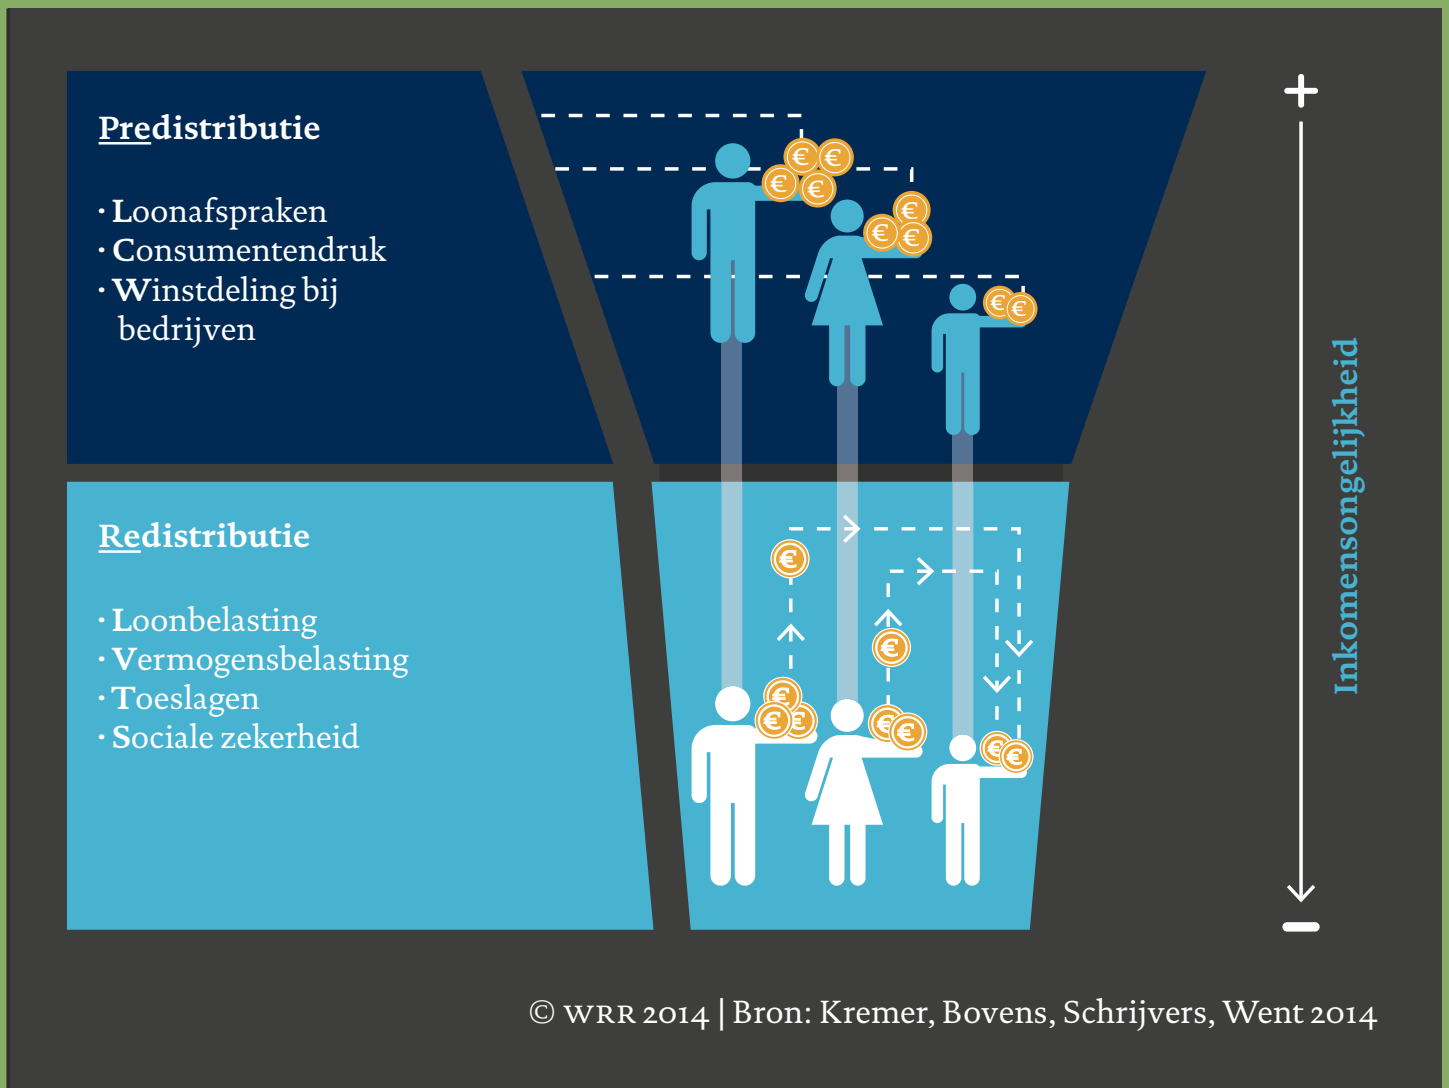 Predistributie
· Loonafspraken
· Consumentendruk
· Winstdeling bij
bedrijven
Redistributie
· Loonbelasting
· Vermogensbelasting
· Toeslagen
· Sociale zekerheid
€ € € €
€ € €
€ €
€
€
€ € €
€ €
€ €
+
Inkomensongelijkheid
–
© WRR 2014 | Bron: Kremer, Bovens, Schrijvers, Went 2014